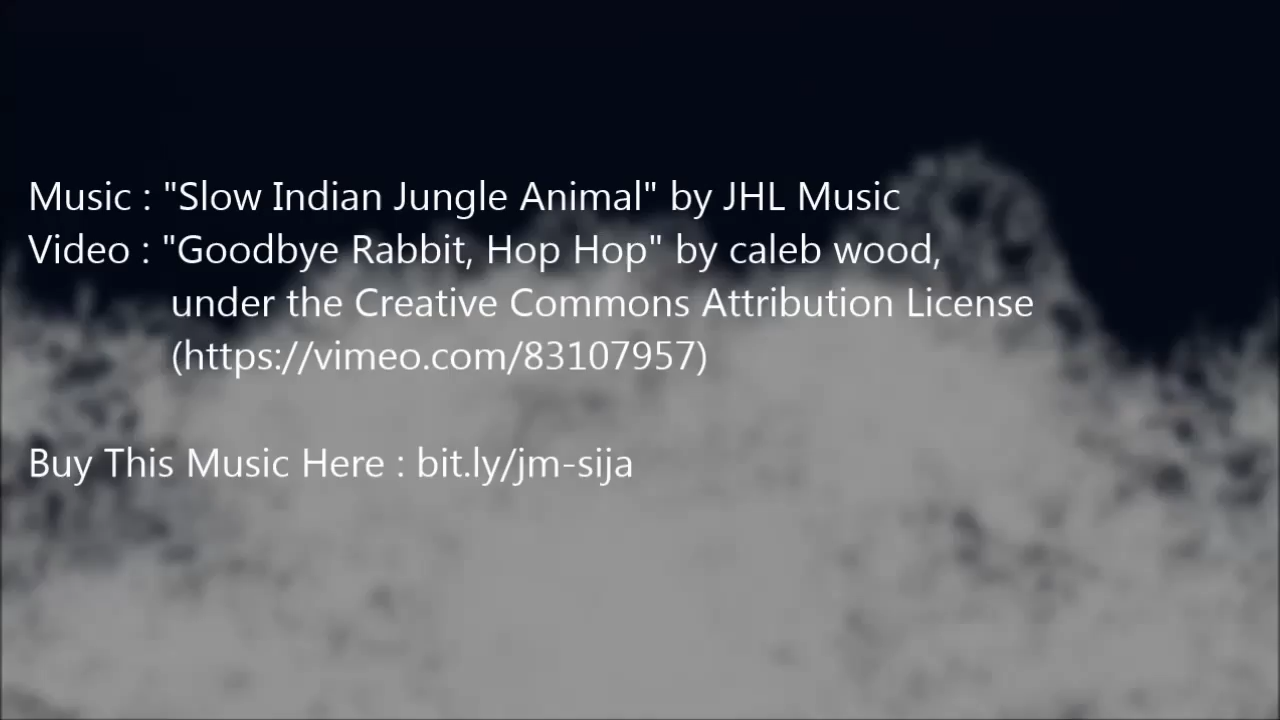 Music : "Slow Indian Jungle Animal" by JHL Music
Video : "Goodbye Rabbit, Hop Hop" by caleb wood,
under the Creative Commons Attribution License
(https://vimeo.com/83107957)
Buy This Music Here : bit.ly/jm-sija